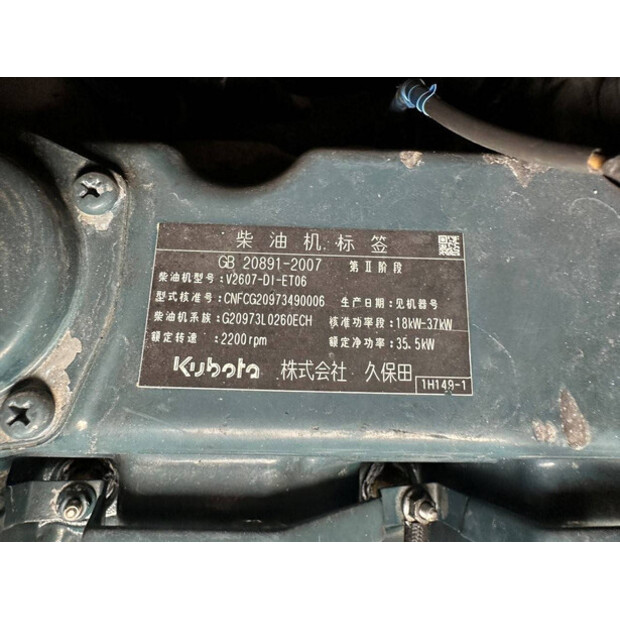 柴油机标签
GB 20891-2007 第Ⅱ阶段
柴油机型号: V2607-DI-ET06
型式核准号: CNFCG20973490006 生产日期: 见机器号
柴油机系族: G20973L0260ECH 核准功率段: 18kW-37kW
额定转速: 2200rpm 额定净功率: 35.5kW
Kubota 株式会社 久保田 1H149-1